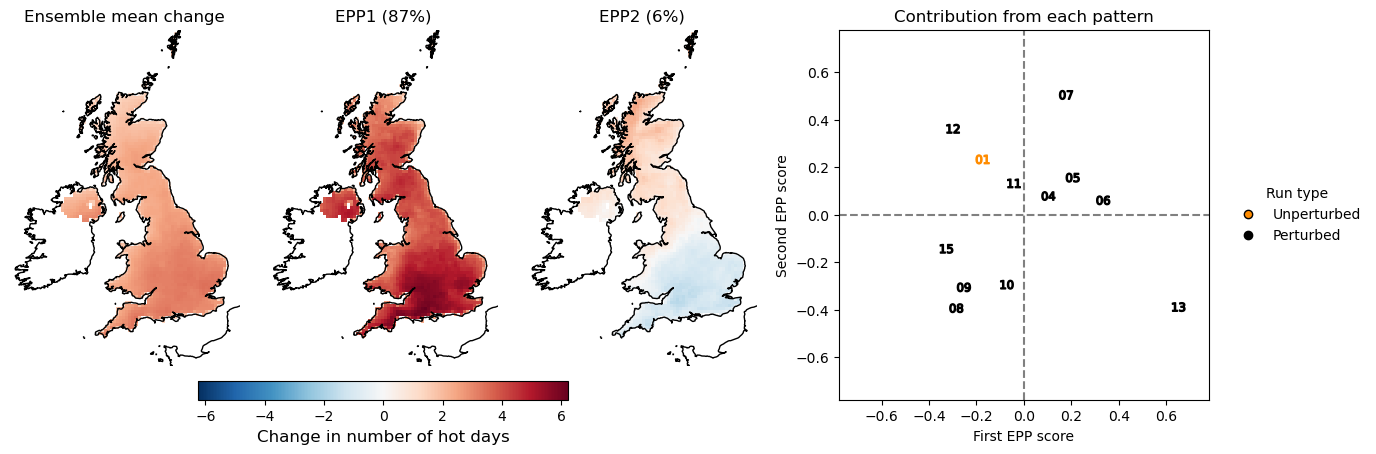 Ensemble mean change
EPP1 (87%)
EPP2 (6%)
Contribution from each pattern
−6 −4 −2 0 2 4 6
Change in number of hot days
Second EPP score
0.6
0.4
0.2
0.0
−0.2
−0.4
−0.6
07
12
01
11
05
04
06
15
09
10
08
13
−0.6 −0.4 −0.2 0.0 0.2 0.4 0.6
First EPP score
Run type
Unperturbed
Perturbed